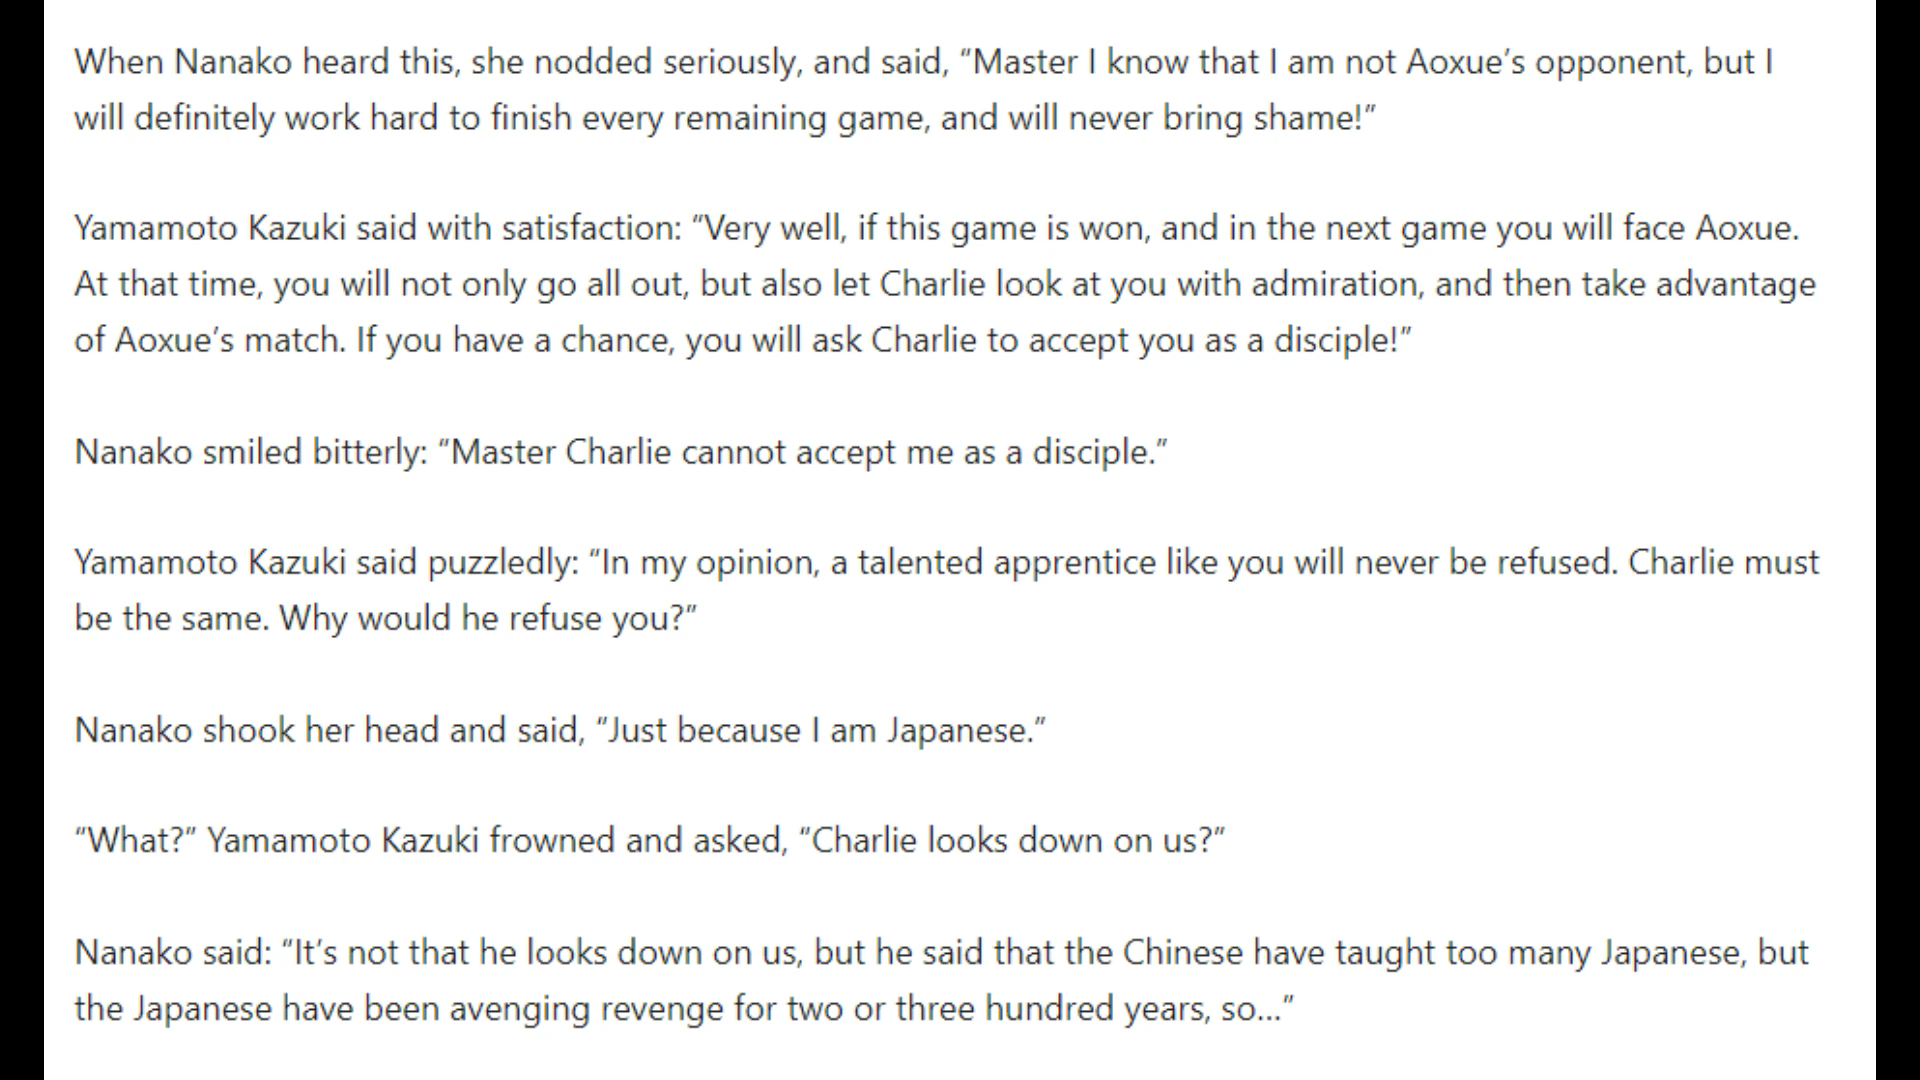 When Nanako heard this, she nodded seriously, and said, “Master I know that I am not Aoxue’s opponent, but I
will definitely work hard to finish every remaining game, and will never bring shame!”
Yamamoto Kazuki said with satisfaction: “Very well, if this game is won, and in the next game you will face Aoxue.
At that time, you will not only go all out, but also let Charlie look at you with admiration, and then take advantage
of Aoxue’s match. If you have a chance, you will ask Charlie to accept you as a disciple!”
Nanako smiled bitterly: “Master Charlie cannot accept me as a disciple.”
Yamamoto Kazuki said puzzledly: “In my opinion, a talented apprentice like you will never be refused. Charlie must
be the same. Why would he refuse you?”
Nanako shook her head and said, “Just because I am Japanese.”
“What?” Yamamoto Kazuki frowned and asked, “Charlie looks down on us?”
Nanako said: “It’s not that he looks down on us, but he said that the Chinese have taught too many Japanese, but
the Japanese have been avenging revenge for two or three hundred years, so…”